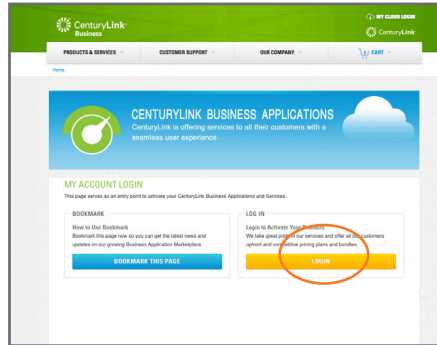 MY CLOUD LOGIN
CenturyLink
Business
CenturyLink
PRODUCTS & SERVICES
CUSTOMER SUPPORT
OUR COMPANY
CART
Home
CENTURYLINK BUSINESS APPLICATIONS
CenturyLink is offering services to all their customers with a
seamless user experience.
MY ACCOUNT LOGIN
This page serves as an entry point to activate your CenturyLink Business Applications and Services.
BOOKMARK
How to Use Bookmark
Bookmark this page now so you can get the latest news and
updates on our growing Business Application Marketplace.
BOOKMARK THIS PAGE
LOG IN
Login to Activate Your Products
We take great pride in our services and offer all our customers
upfront and competitive pricing plans and bundles.
LOGIN